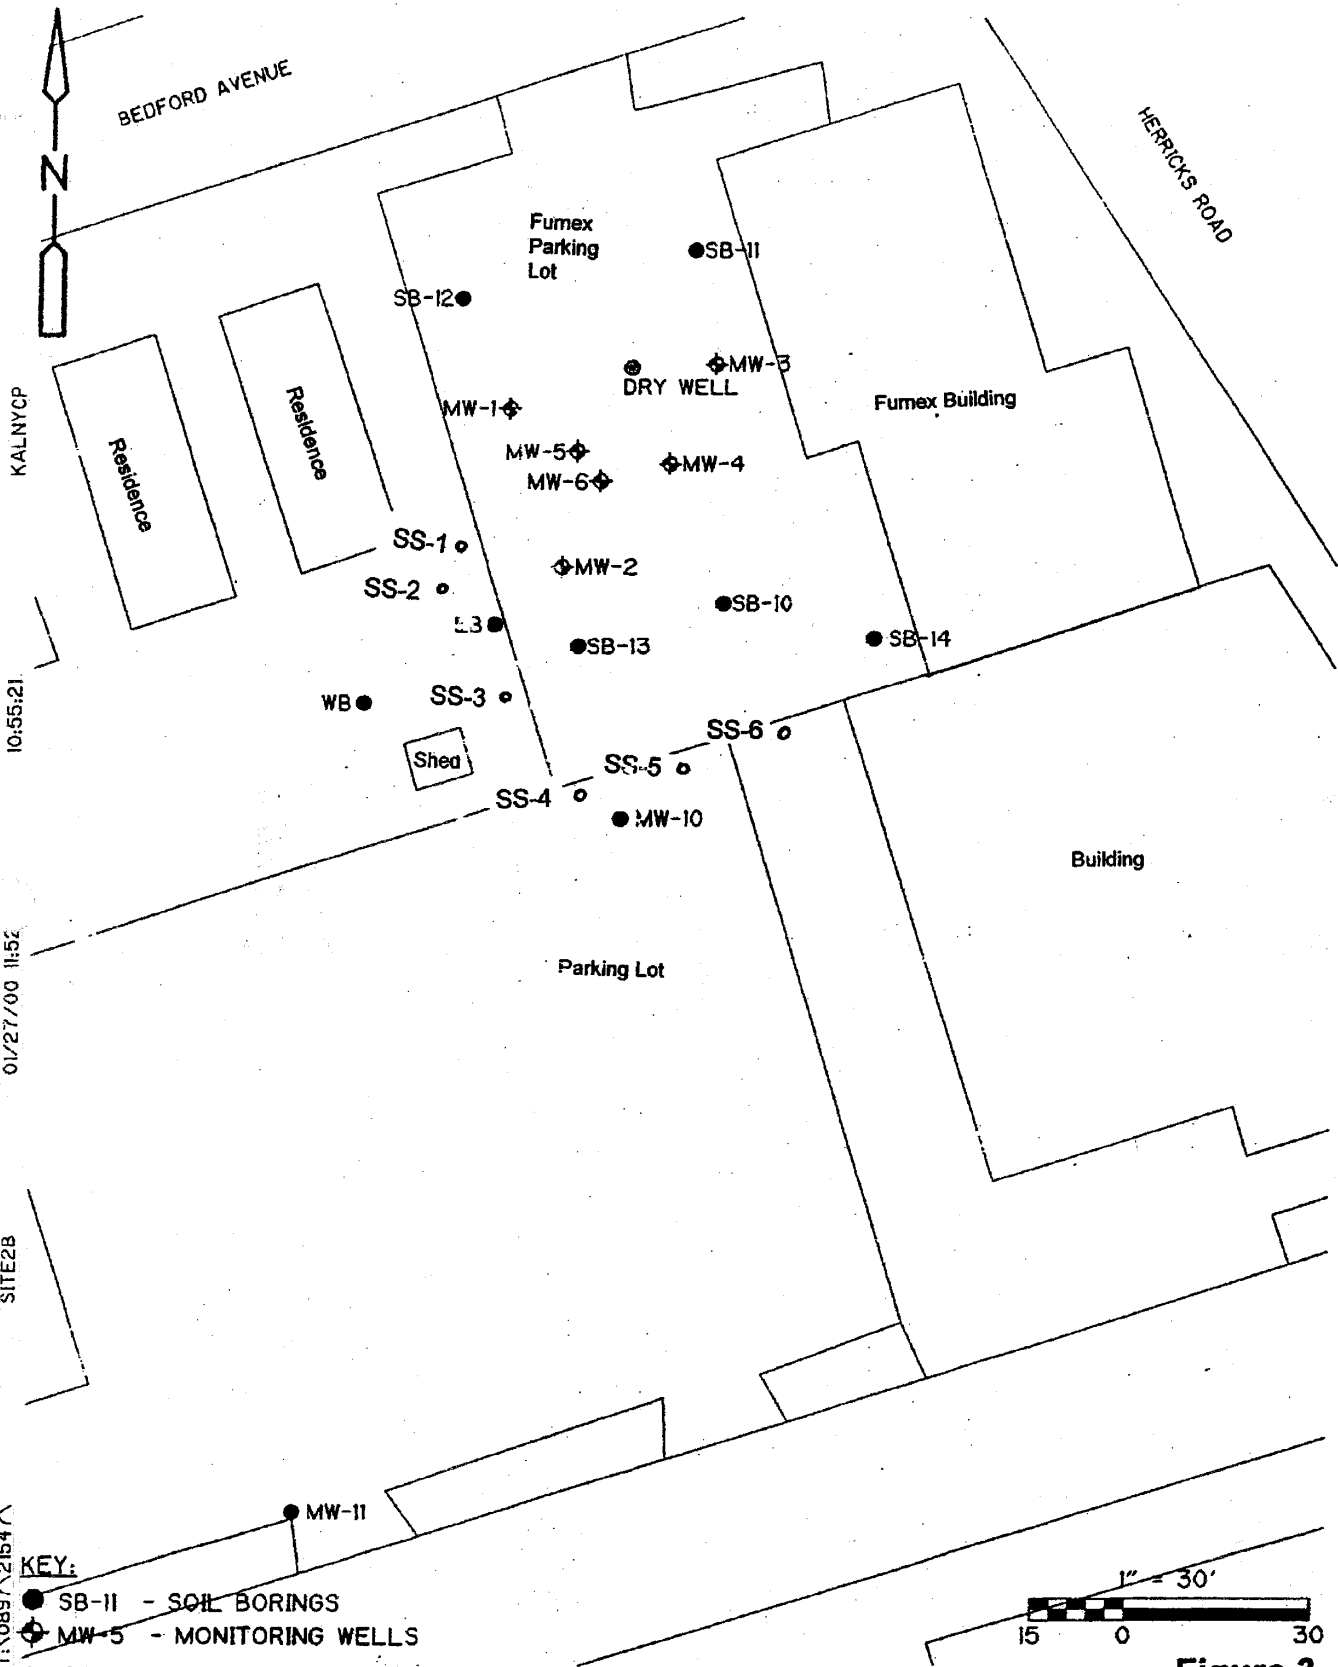 BEDFORD AVENUE
HERRICKS ROAD
N
Fumex
Parking
Lot
SB-11
SB-12
MW-3
DRY WELL
MW-1
Fumex Building
Residence
Residence
KALNYCP
MW-5
MW-4
MW-6
SS-1
MW-2
SS-2
SB-10
SB-13
SB-14
WB
SS-3
10:55:21
SS-6
Shed
SS-5
SS-4
MW-10
Building
Parking Lot
01/27/00 11:52
SITE2B
MW-11
KEY:
SB-11 - SOIL BORINGS
MW-5 - MONITORING WELLS
1" = 30'
15 0 30